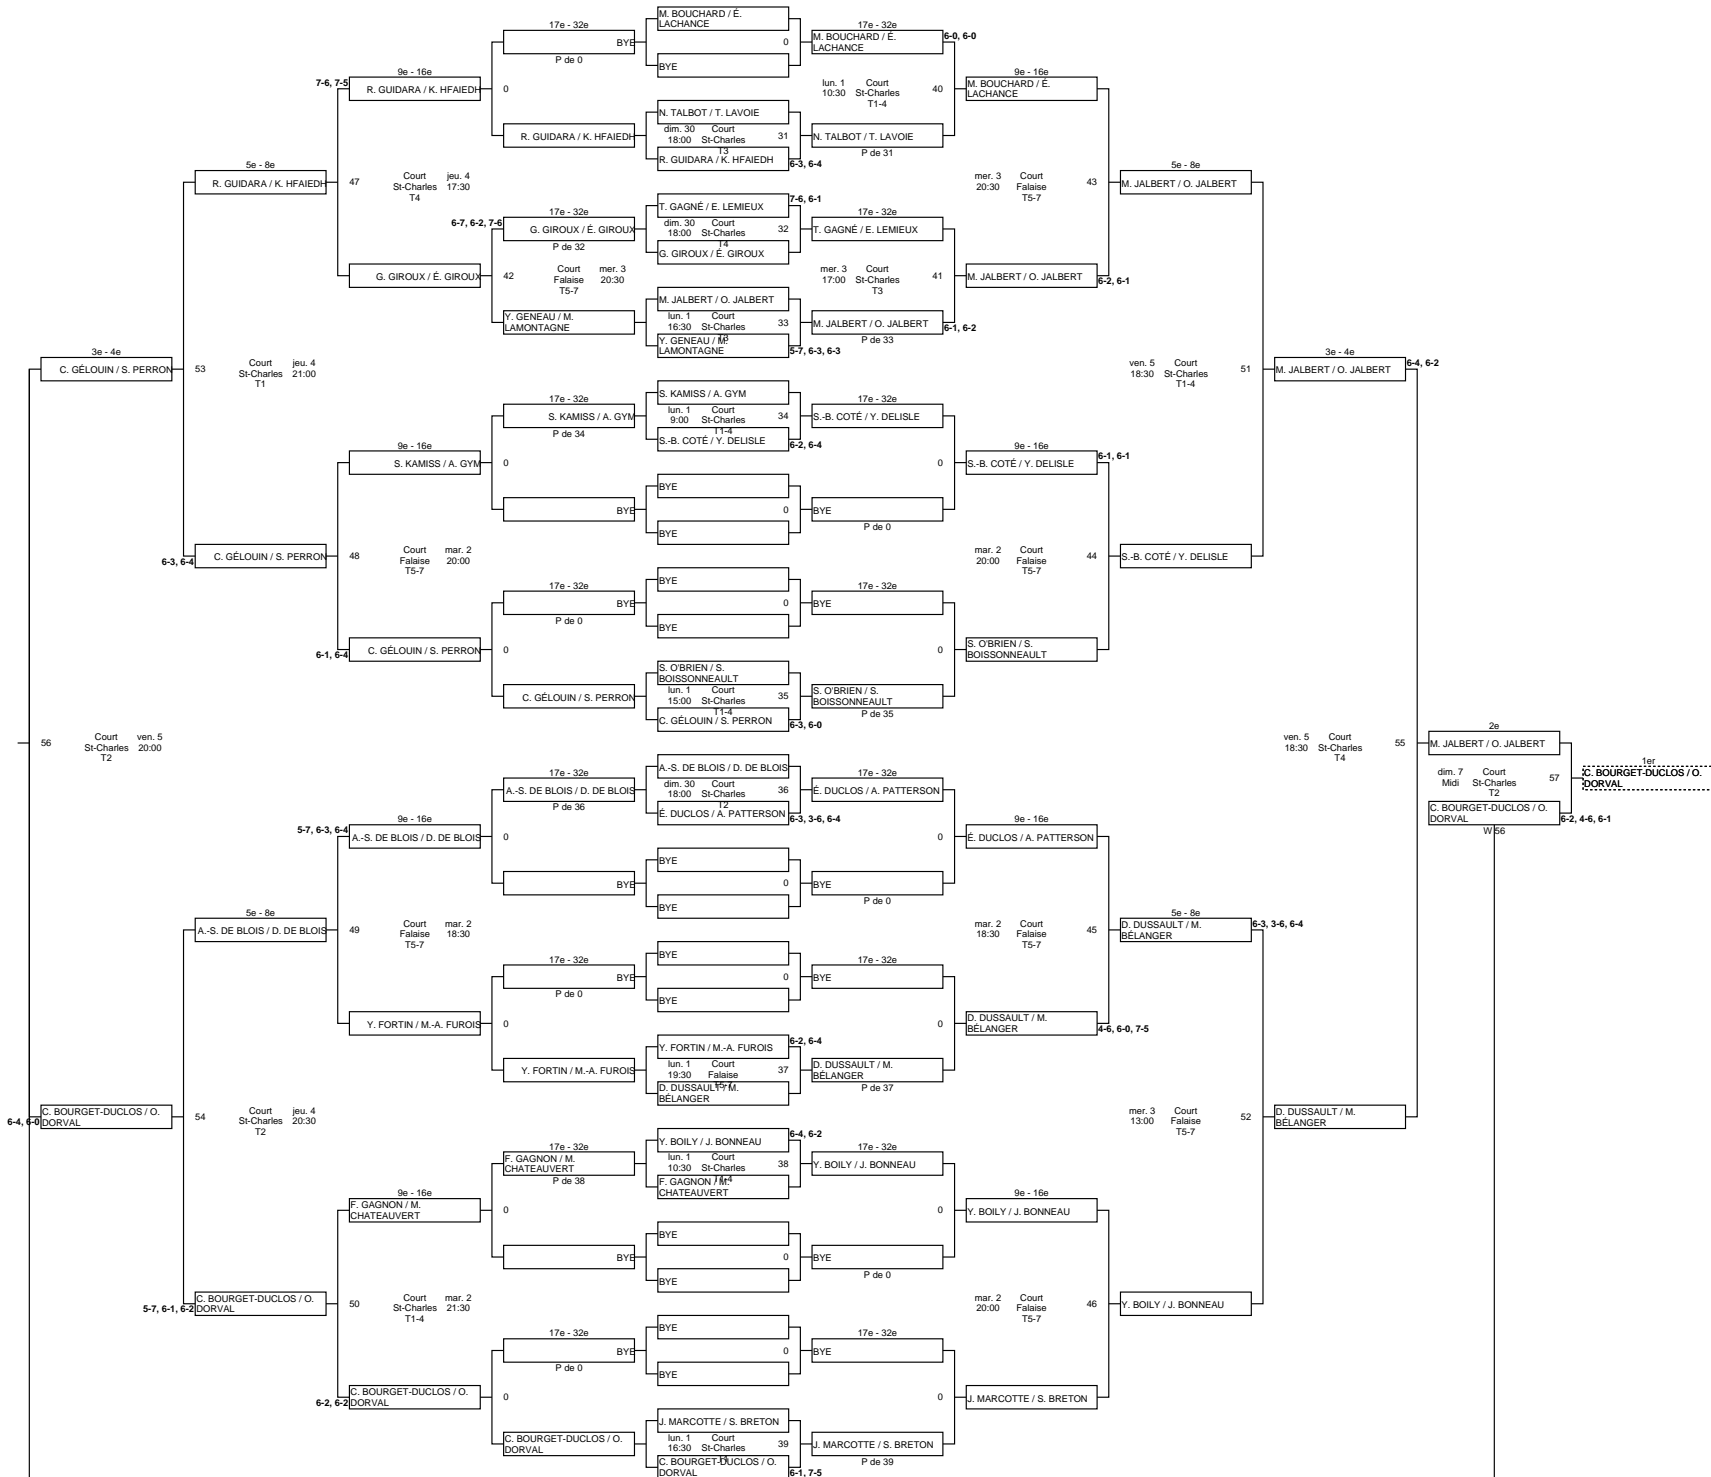 M. BOUCHARD / É.
LACHANCE
17e - 32e
17e - 32e
BYE
0
M. BOUCHARD / É.
LACHANCE
6-0, 6-0
P de 0
BYE
9e - 16e
7-6, 7-5
R. GUIDARA / K. HFAIEDH
0
lun. 1 Court
10:30 St-Charles
T1-4
40
9e - 16e
M. BOUCHARD / É.
LACHANCE
N. TALBOT / T. LAVOIE
R. GUIDARA / K. HFAIEDH
dim. 30 Court
18:00 St-Charles
T3
31
N. TALBOT / T. LAVOIE
P de 31
R. GUIDARA / K. HFAIEDH
6-3, 6-4
5e - 8e
R. GUIDARA / K. HFAIEDH
47
Court jeu. 4
St-Charles 17:30
T4
mer. 3 Court
20:30 Falaise
T5-7
43
5e - 8e
M. JALBERT / O. JALBERT
17e - 32e
6-7, 6-2, 7-6
G. GIROUX / É. GIROUX
P de 32
T. GAGNÉ / E. LEMIEUX
7-6, 6-1
dim. 30 Court
18:00 St-Charles
T4
32
17e - 32e
T. GAGNÉ / E. LEMIEUX
G. GIROUX / É. GIROUX
G. GIROUX / É. GIROUX
42
Court mer. 3
Falaise 20:30
T5-7
mer. 3 Court
17:00 St-Charles
T3
41
M. JALBERT / O. JALBERT
6-2, 6-1
M. JALBERT / O. JALBERT
Y. GENEAU / M.
LAMONTAGNE
lun. 1 Court
16:30 St-Charles
T3
33
M. JALBERT / O. JALBERT
6-1, 6-2
P de 33
Y. GENEAU / M.
LAMONTAGNE
5-7, 6-3, 6-3
3e - 4e
C. GÉLOUIN / S. PERRON
53
Court jeu. 4
St-Charles 21:00
T1
ven. 5 Court
18:30 St-Charles
T1-4
51
3e - 4e
M. JALBERT / O. JALBERT
6-4, 6-2
17e - 32e
S. KAMISS / A. GYM
P de 34
S. KAMISS / A. GYM
lun. 1 Court
9:00 St-Charles
T1-4
34
17e - 32e
S.-B. COTÉ / Y. DELISLE
S.-B. COTÉ / Y. DELISLE
6-2, 6-4
9e - 16e
S. KAMISS / A. GYM
0
0
9e - 16e
S.-B. COTÉ / Y. DELISLE
6-1, 6-1
BYE
BYE
0
BYE
P de 0
BYE
6-3, 6-4
C. GÉLOUIN / S. PERRON
48
Court mar. 2
Falaise 20:00
T5-7
mar. 2 Court
20:00 Falaise
T5-7
44
S.-B. COTÉ / Y. DELISLE
17e - 32e
BYE
P de 0
BYE
0
BYE
17e - 32e
BYE
6-1, 6-4
C. GÉLOUIN / S. PERRON
0
0
S. O'BRIEN / S.
BOISSONNEAULT
C. GÉLOUIN / S. PERRON
S. O'BRIEN / S.
BOISSONNEAULT
lun. 1 Court
15:00 St-Charles
T1-4
35
S. O'BRIEN / S.
BOISSONNEAULT
P de 35
C. GÉLOUIN / S. PERRON
6-3, 6-0
56
Court ven. 5
St-Charles 20:00
T2
ven. 5 Court
18:30 St-Charles
T4
55
2e
M. JALBERT / O. JALBERT
dim. 7 Court
Midi St-Charles
T2
57
1er
C. BOURGET-DUCLOS / O.
DORVAL
C. BOURGET-DUCLOS / O.
DORVAL
6-2, 4-6, 6-1
W 56
17e - 32e
A.-S. DE BLOIS / D. DE BLOIS
P de 36
A.-S. DE BLOIS / D. DE BLOIS
dim. 30 Court
18:00 St-Charles
T2
36
17e - 32e
É. DUCLOS / A. PATTERSON
É. DUCLOS / A. PATTERSON
6-3, 3-6, 6-4
9e - 16e
5-7, 6-3, 6-4
A.-S. DE BLOIS / D. DE BLOIS
0
0
9e - 16e
É. DUCLOS / A. PATTERSON
BYE
BYE
0
BYE
P de 0
BYE
5e - 8e
A.-S. DE BLOIS / D. DE BLOIS
49
Court mar. 2
Falaise 18:30
T5-7
mar. 2 Court
18:30 Falaise
T5-7
45
5e - 8e
D. DUSSAULT / M.
BÉLANGER
6-3, 3-6, 6-4
17e - 32e
BYE
P de 0
BYE
0
BYE
17e - 32e
BYE
Y. FORTIN / M.-A. FUROIS
0
0
D. DUSSAULT / M.
BÉLANGER
4-6, 6-0, 7-5
Y. FORTIN / M.-A. FUROIS
Y. FORTIN / M.-A. FUROIS
6-2, 6-4
lun. 1 Court
19:30 Falaise
T5-7
37
D. DUSSAULT / M.
BÉLANGER
P de 37
D. DUSSAULT / M.
BÉLANGER
6-4, 6-0
C. BOURGET-DUCLOS / O.
DORVAL
54
Court jeu. 4
St-Charles 20:30
T2
mer. 3 Court
13:00 Falaise
T5-7
52
D. DUSSAULT / M.
BÉLANGER
17e - 32e
F. GAGNON / M.
CHATEAUVERT
P de 38
Y. BOILY / J. BONNEAU
6-4, 6-2
lun. 1 Court
10:30 St-Charles
T1-4
38
17e - 32e
Y. BOILY / J. BONNEAU
F. GAGNON / M.
CHATEAUVERT
9e - 16e
F. GAGNON / M.
CHATEAUVERT
0
0
9e - 16e
Y. BOILY / J. BONNEAU
BYE
BYE
0
BYE
P de 0
BYE
5-7, 6-1, 6-2
C. BOURGET-DUCLOS / O.
DORVAL
50
Court mar. 2
St-Charles 21:30
T1-4
mar. 2 Court
20:00 Falaise
T5-7
46
Y. BOILY / J. BONNEAU
17e - 32e
BYE
P de 0
BYE
0
BYE
17e - 32e
BYE
6-2, 6-2
C. BOURGET-DUCLOS / O.
DORVAL
0
0
J. MARCOTTE / S. BRETON
C. BOURGET-DUCLOS / O.
DORVAL
J. MARCOTTE / S. BRETON
lun. 1 Court
16:30 St-Charles
39
J. MARCOTTE / S. BRETON
P de 39
C. BOURGET-DUCLOS / O.
DORVAL
6-1, 7-5